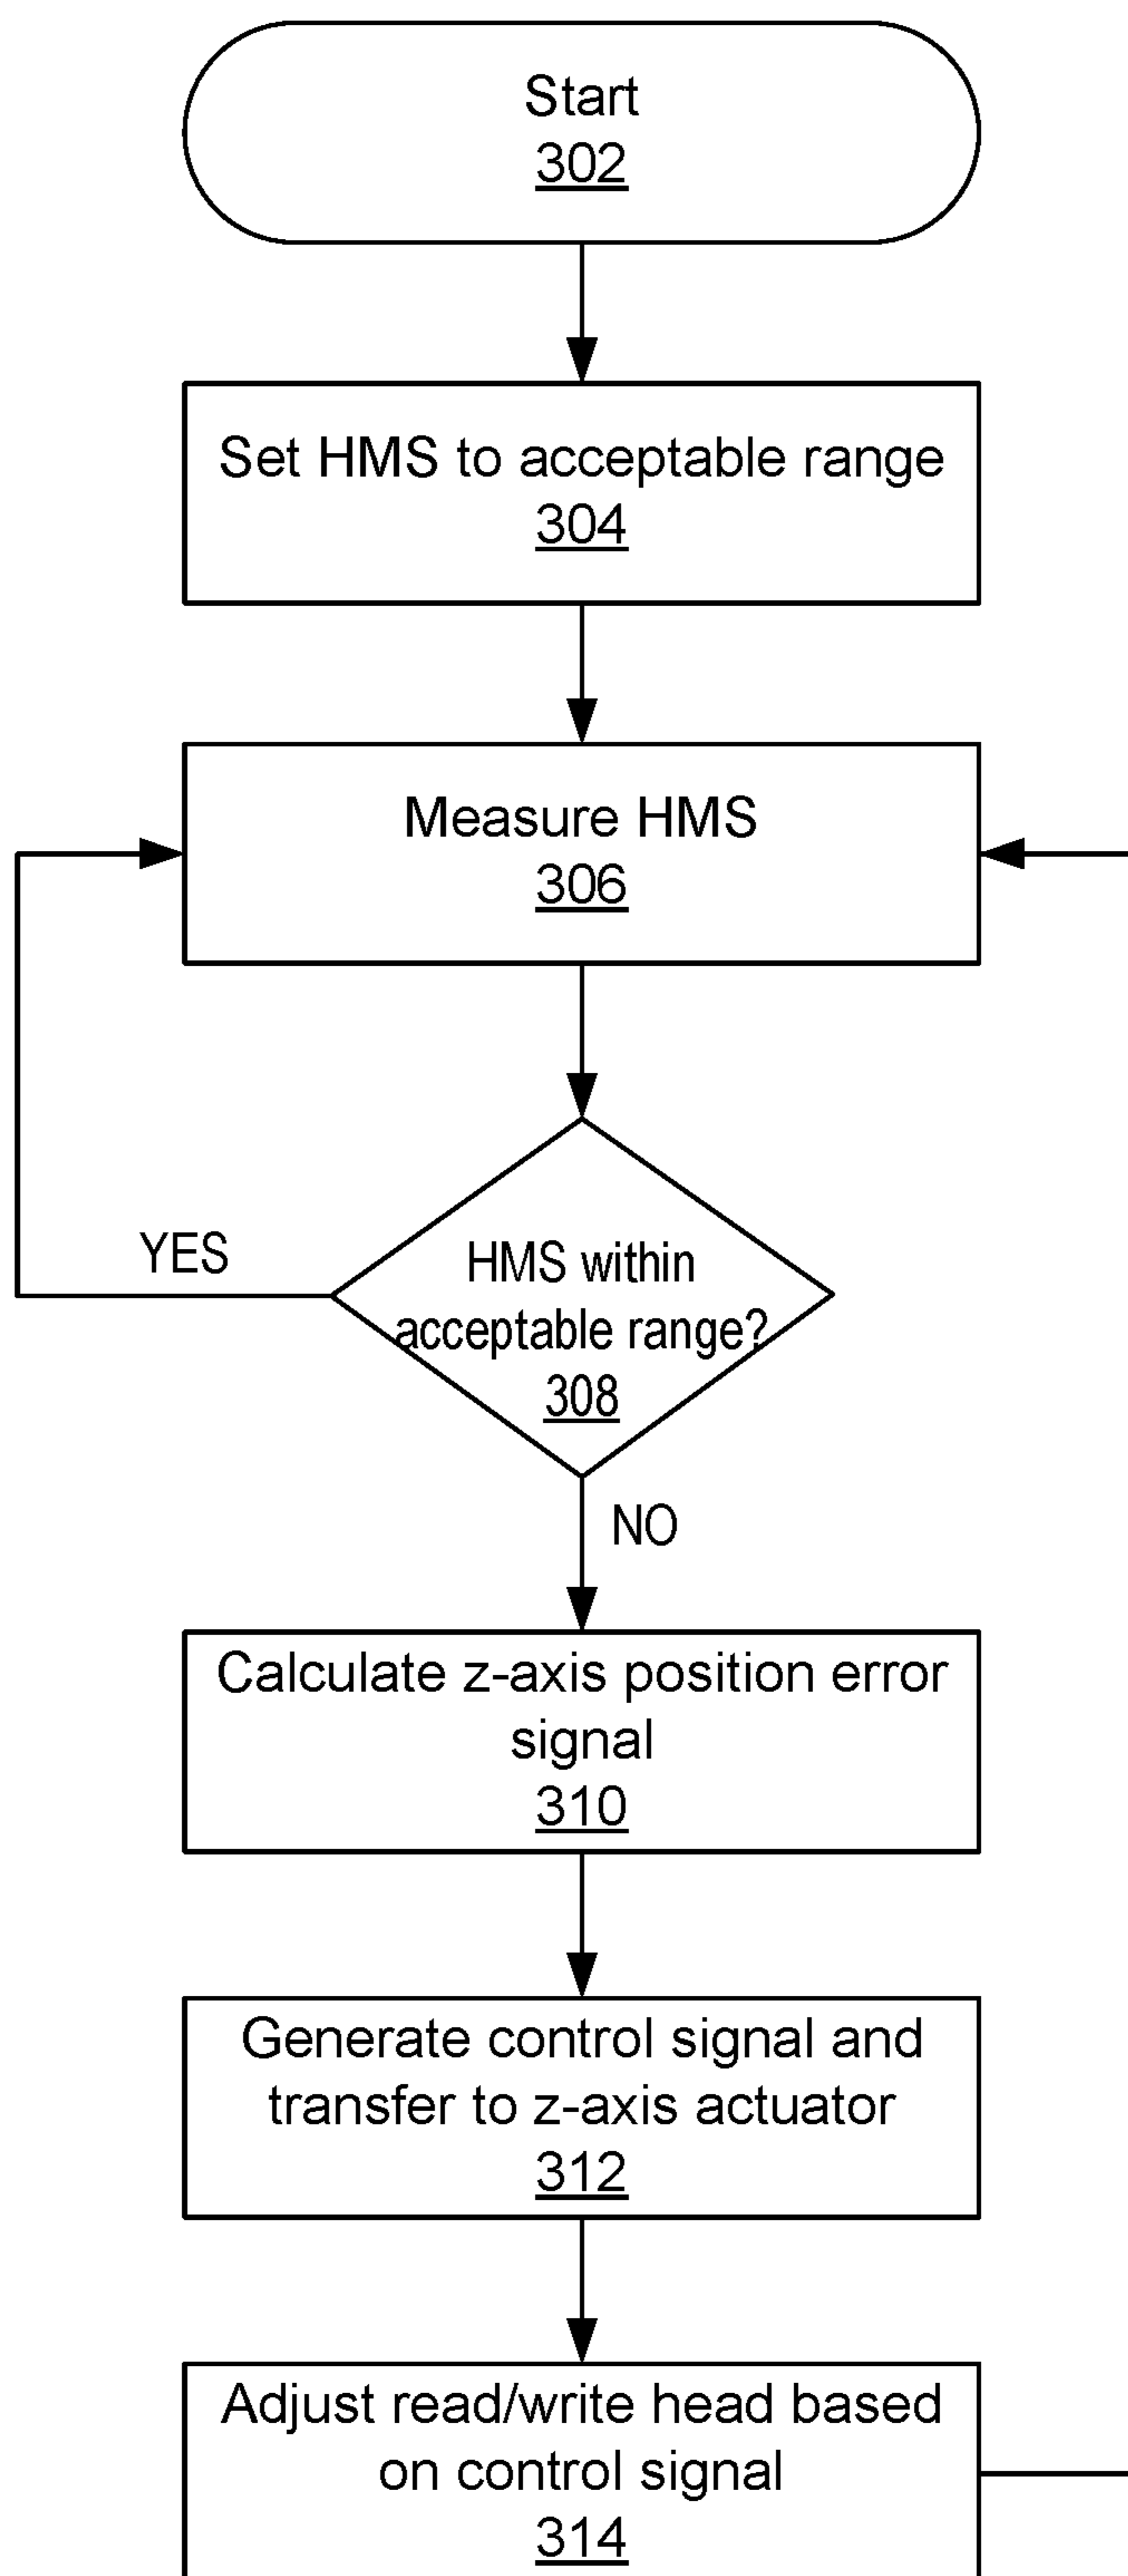 Start
302
Set HMS to acceptable range
304
Measure HMS
306
YES
HMS within
acceptable range?
308
NO
Calculate z-axis position error
signal
310
Generate control signal and
transfer to z-axis actuator
312
Adjust read/write head based
on control signal
314